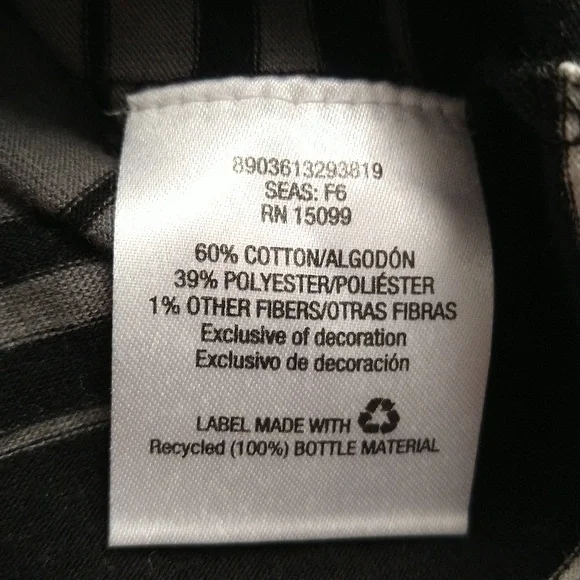 8903613293819
SEAS: F6
RN 15099
60% COTTON/ALGODÓN
39% POLYESTER/POLIÉSTER
1% OTHER FIBERS/OTRAS FIBRAS
Exclusive of decoration
Exclusivo de decoración
LABEL MADE WITH
Recycled (100%) BOTTLE MATERIAL